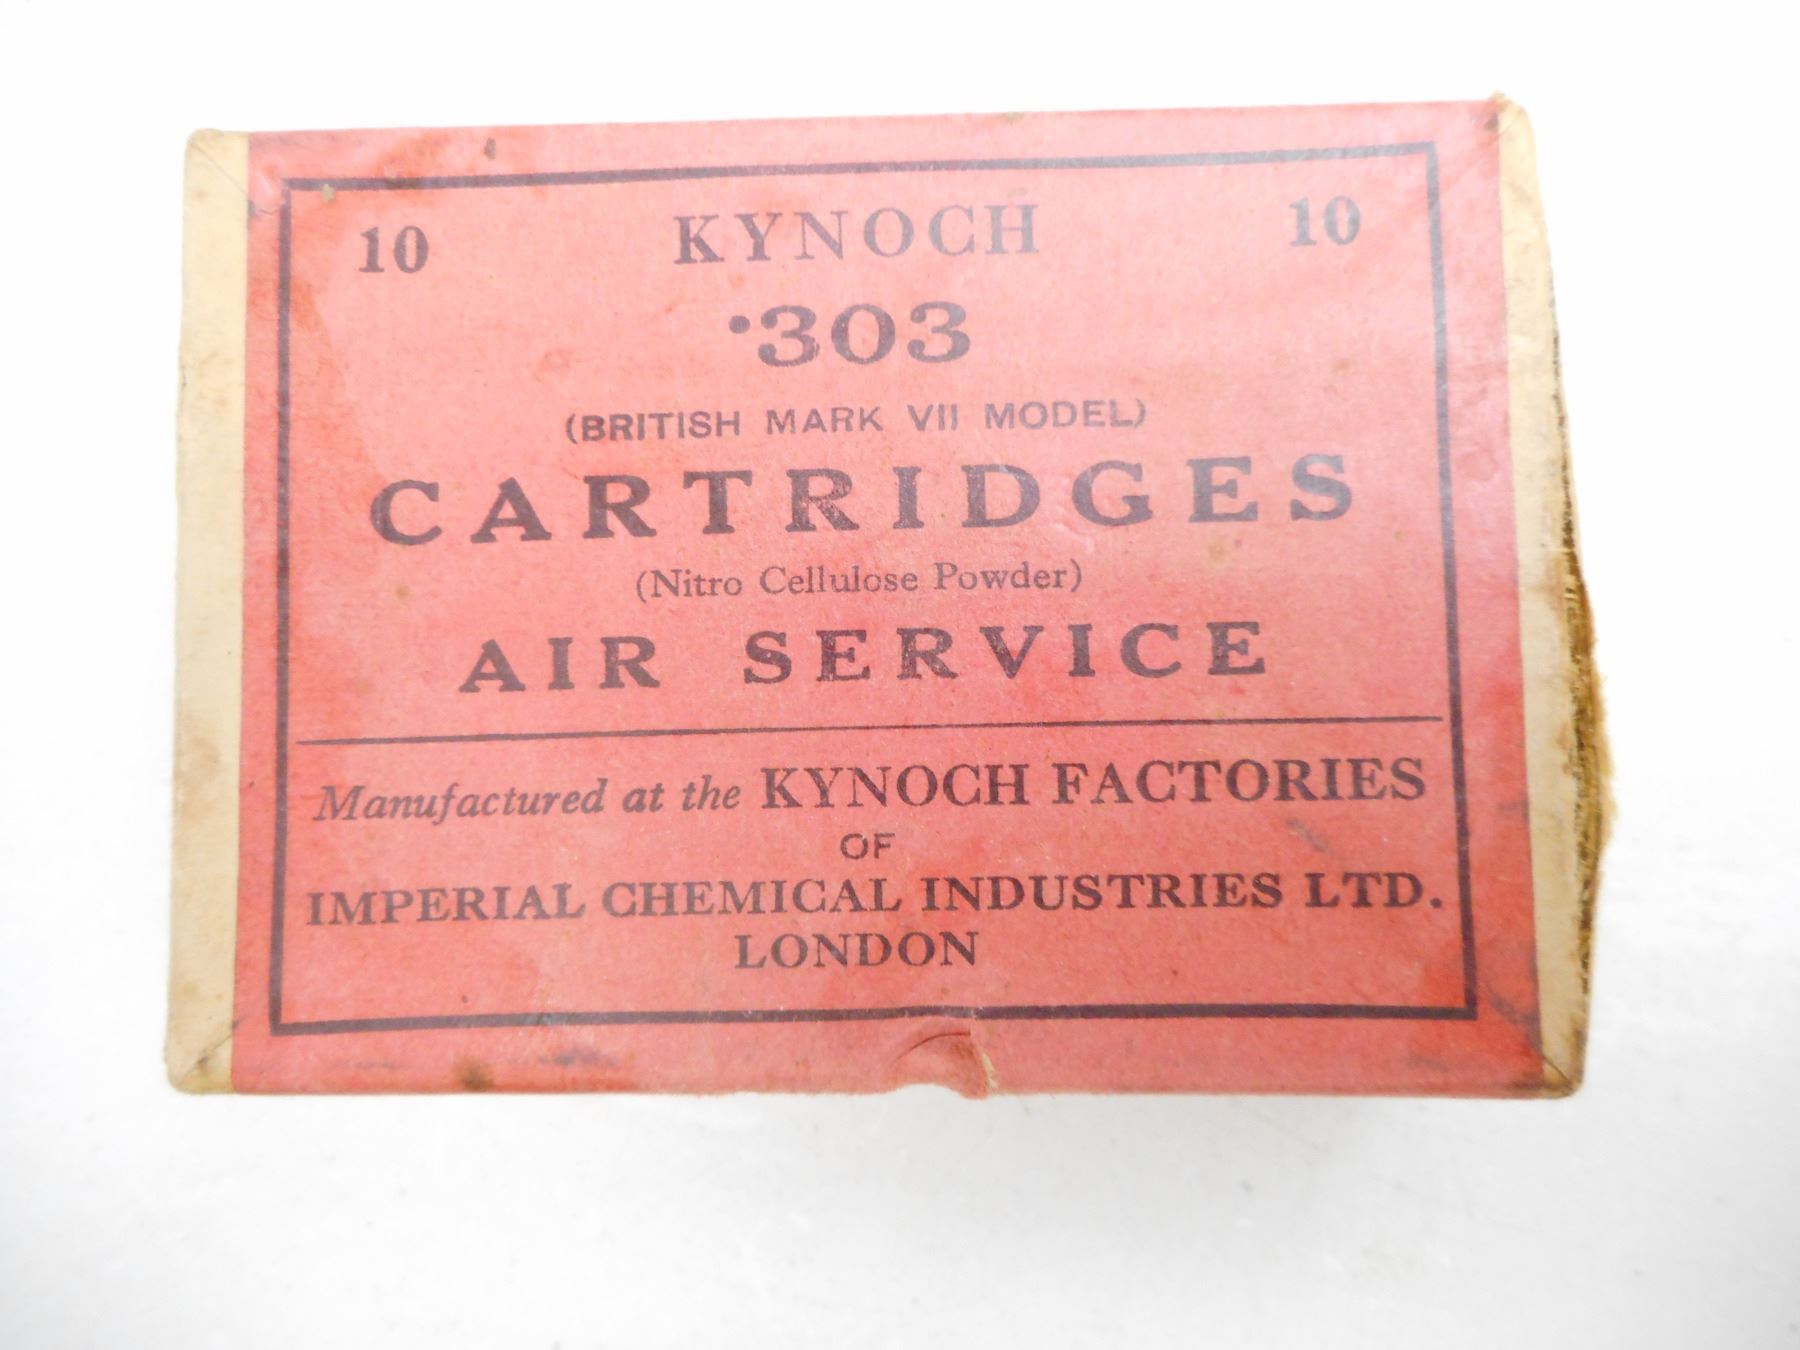 10 KYNOCH 10
·303
(BRITISH MARK VII MODEL)
CARTRIDGES
(Nitro Cellulose Powder)
AIR SERVICE
Manufactured at the KYNOCH FACTORIES
OF
IMPERIAL CHEMICAL INDUSTRIES LTD.
LONDON